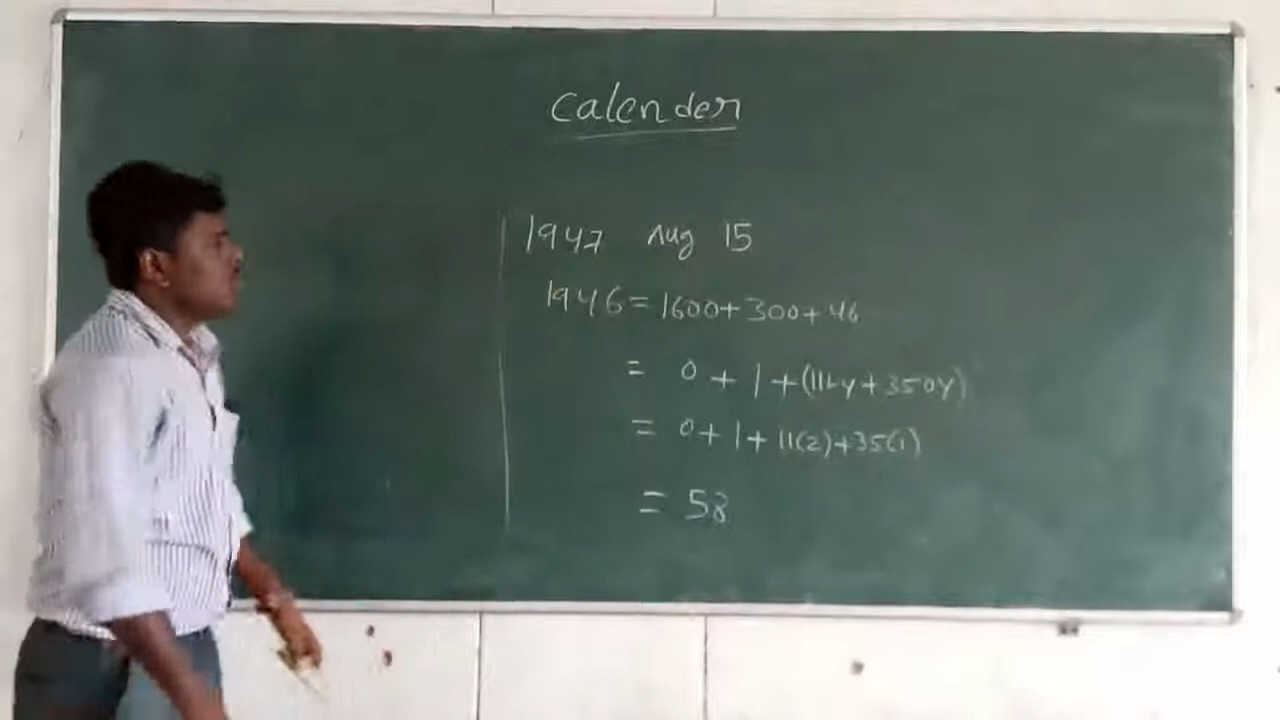 Calender
1947 Aug 15
1946 = 1600 + 300 + 46
= 0 + 1 + (11Ly + 35 0y)
= 0 + 1 + 11(2) + 35(1)
= 58